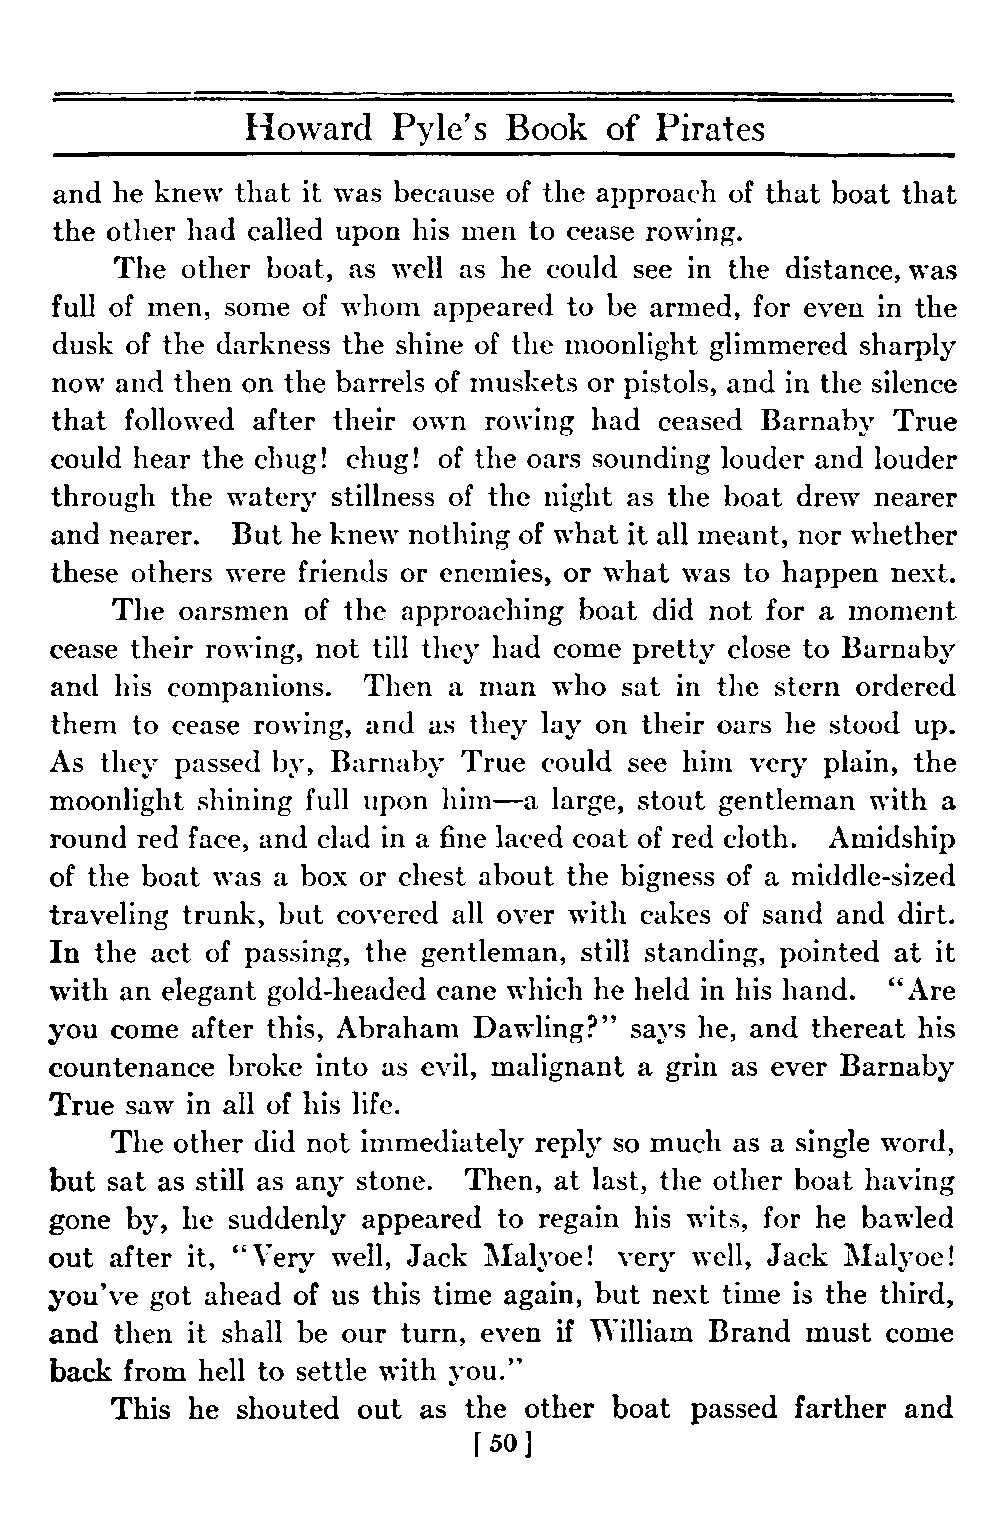 Howard Pyle's Book of Pirates
and he knew that it was because of the approach of that boat that
the other had called upon his men to cease rowing.
The other boat, as well as he could see in the distance, was
full of men, some of whom appeared to be armed, for even in the
dusk of the darkness the shine of the moonlight glimmered sharply
now and then on the barrels of muskets or pistols, and in the silence
that followed after their own rowing had ceased Barnaby True
could hear the chug! chug! of the oars sounding louder and louder
through the watery stillness of the night as the boat drew nearer
and nearer. But he knew nothing of what it all meant, nor whether
these others were friends or enemies, or what was to happen next.
The oarsmen of the approaching boat did not for a moment
cease their rowing, not till they had come pretty close to Barnaby
and his companions. Then a man who sat in the stern ordered
them to cease rowing, and as they lay on their oars he stood up.
As they passed by, Barnaby True could see him very plain, the
moonlight shining full upon him—a large, stout gentleman with a
round red face, and clad in a fine laced coat of red cloth. Amidship
of the boat was a box or chest about the bigness of a middle-sized
traveling trunk, but covered all over with cakes of sand and dirt.
In the act of passing, the gentleman, still standing, pointed at it
with an elegant gold-headed cane which he held in his hand. "Are
you come after this, Abraham Dawling?" says he, and thereat his
countenance broke into as evil, malignant a grin as ever Barnaby
True saw in all of his life.
The other did not immediately reply so much as a single word,
but sat as still as any stone. Then, at last, the other boat having
gone by, he suddenly appeared to regain his wits, for he bawled
out after it, "Very well, Jack Malyoe! very well, Jack Malyoe!
you've got ahead of us this time again, but next time is the third,
and then it shall be our turn, even if William Brand must come
back from hell to settle with you."
This he shouted out as the other boat passed farther and
[ 50 ]